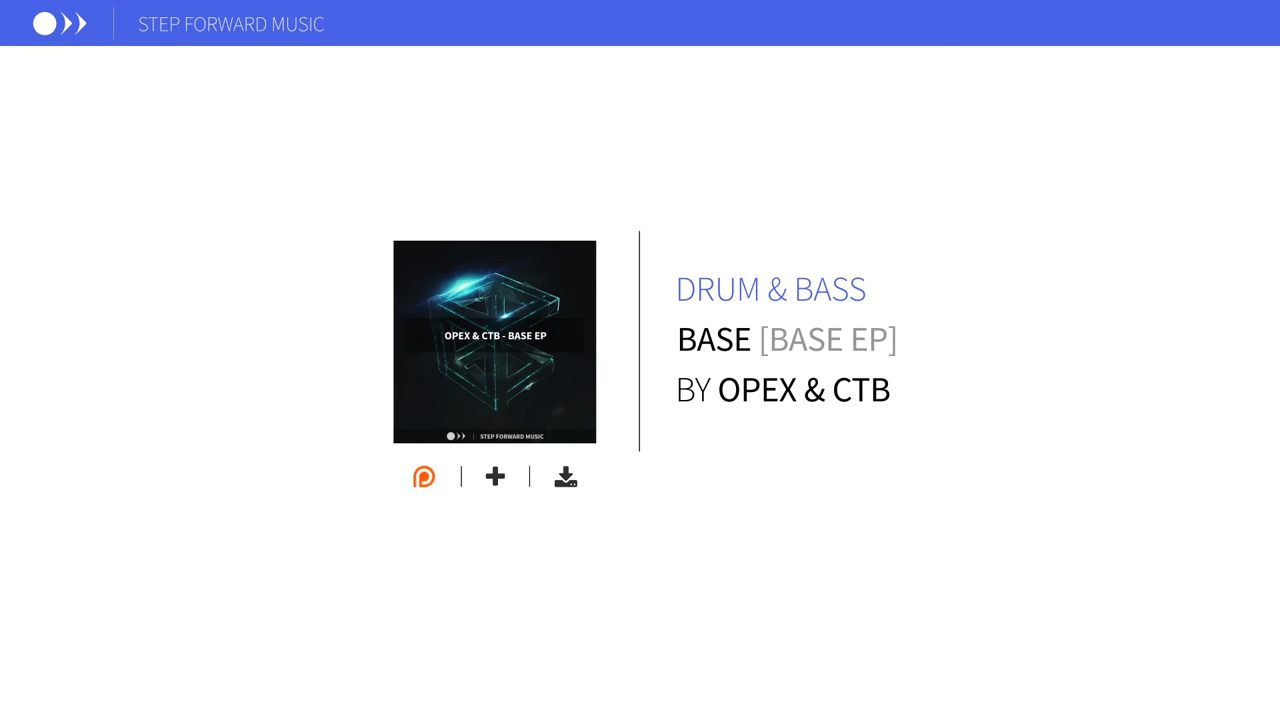 STEP FORWARD MUSIC
OPEX & CTB - BASE EP
STEP FORWARD MUSIC
DRUM & BASS
BASE [BASE EP]
BY OPEX & CTB